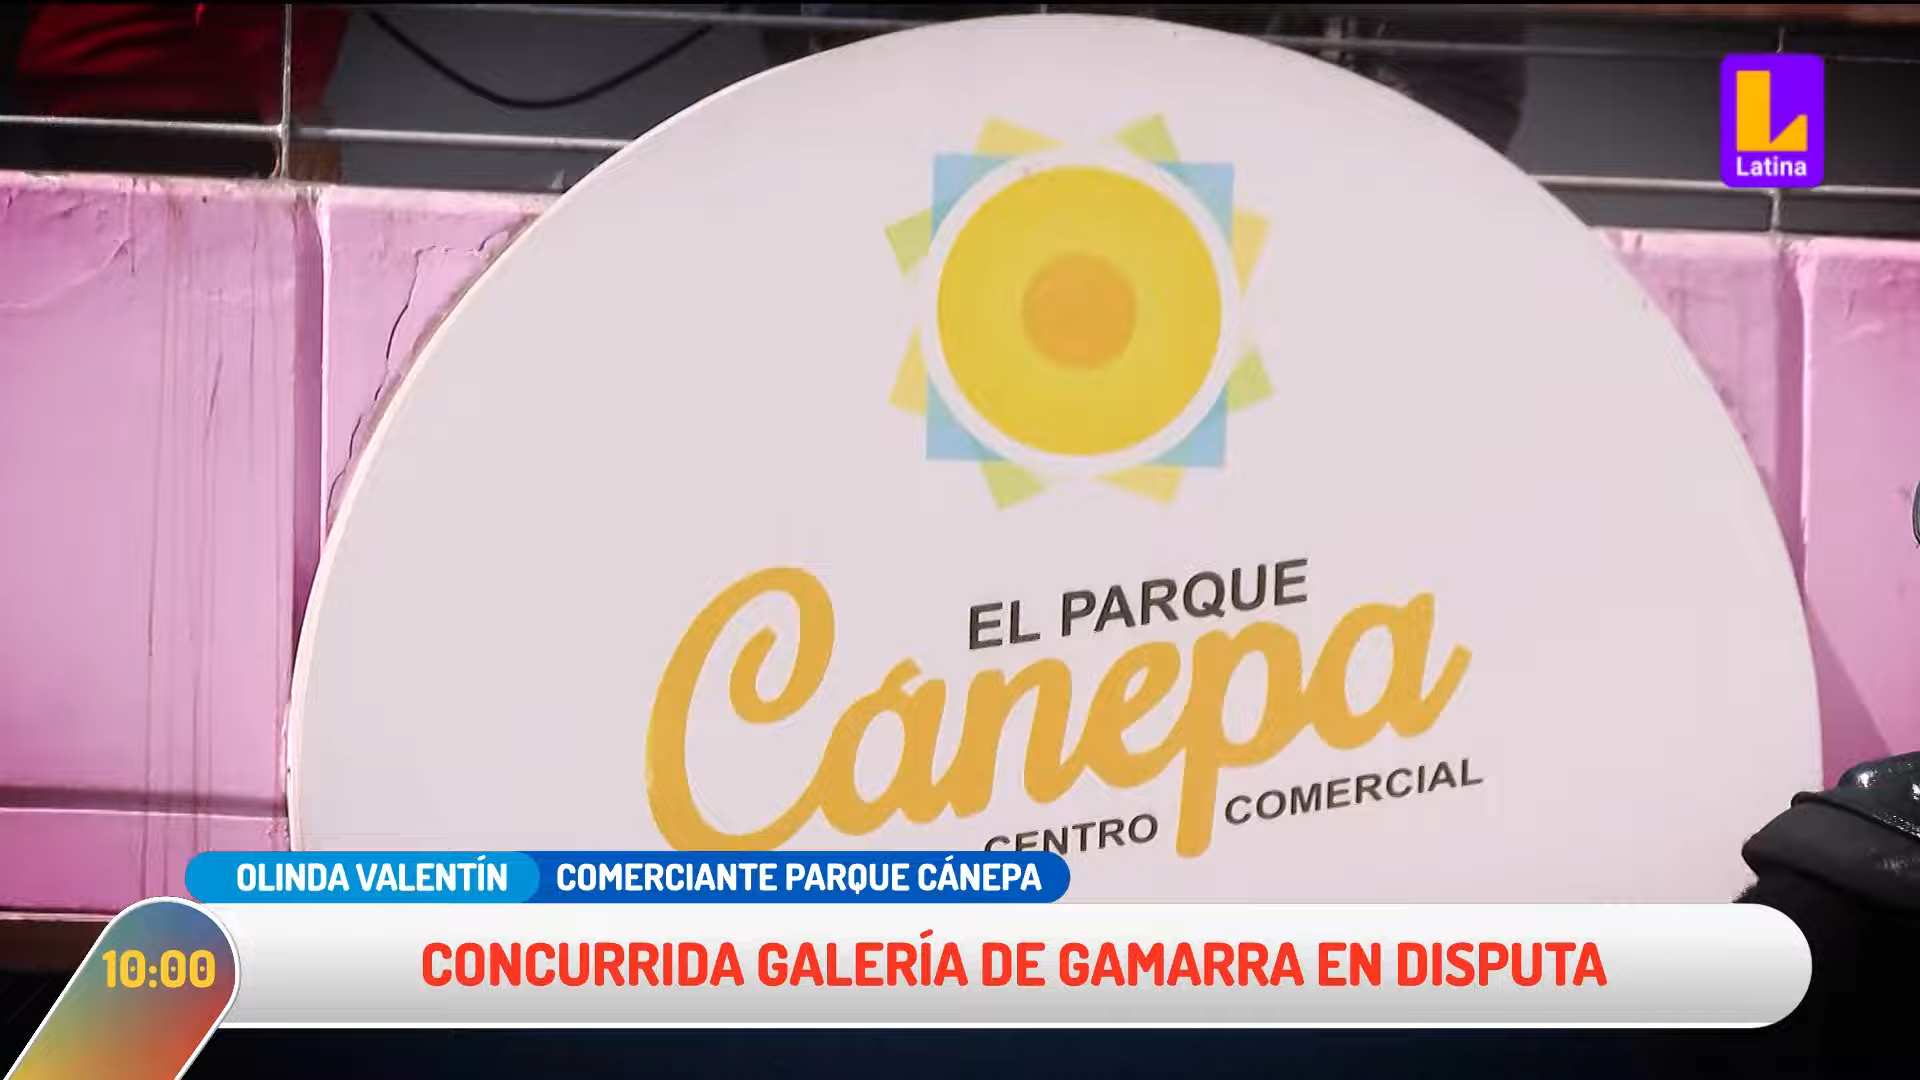 Latina
EL PARQUE
Cánepa
CENTRO COMERCIAL
OLINDA VALENTÍN COMERCIANTE PARQUE CÁNEPA
10:00 CONCURRIDA GALERÍA DE GAMARRA EN DISPUTA